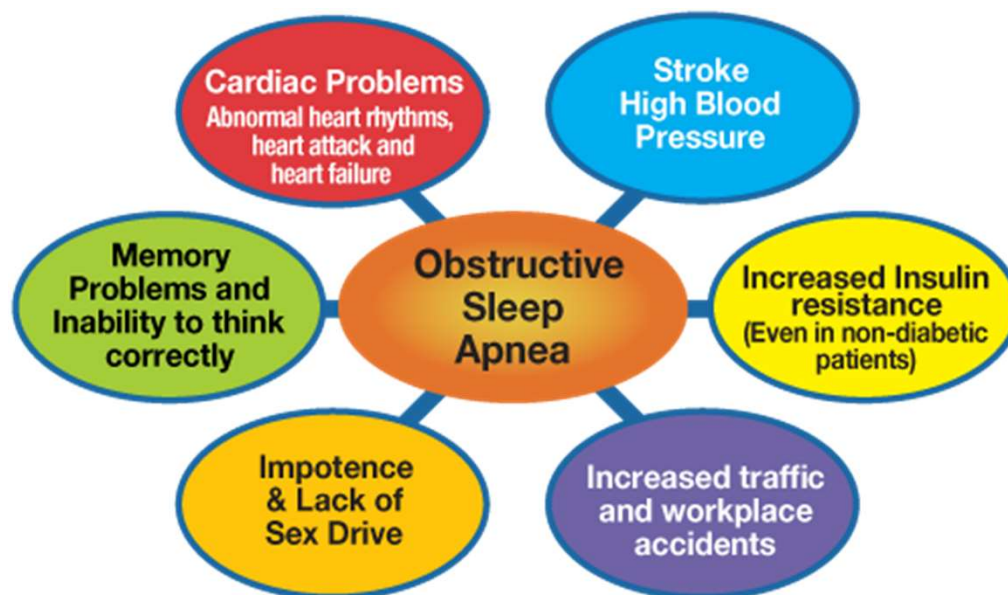 Cardiac Problems
Abnormal heart rhythms,
heart attack and
heart failure
Stroke
High Blood
Pressure
Memory
Problems and
Inability to think
correctly
Obstructive
Sleep
Apnea
Increased Insulin
resistance
(Even in non-diabetic
patients)
Impotence
& Lack of
Sex Drive
Increased traffic
and workplace
accidents